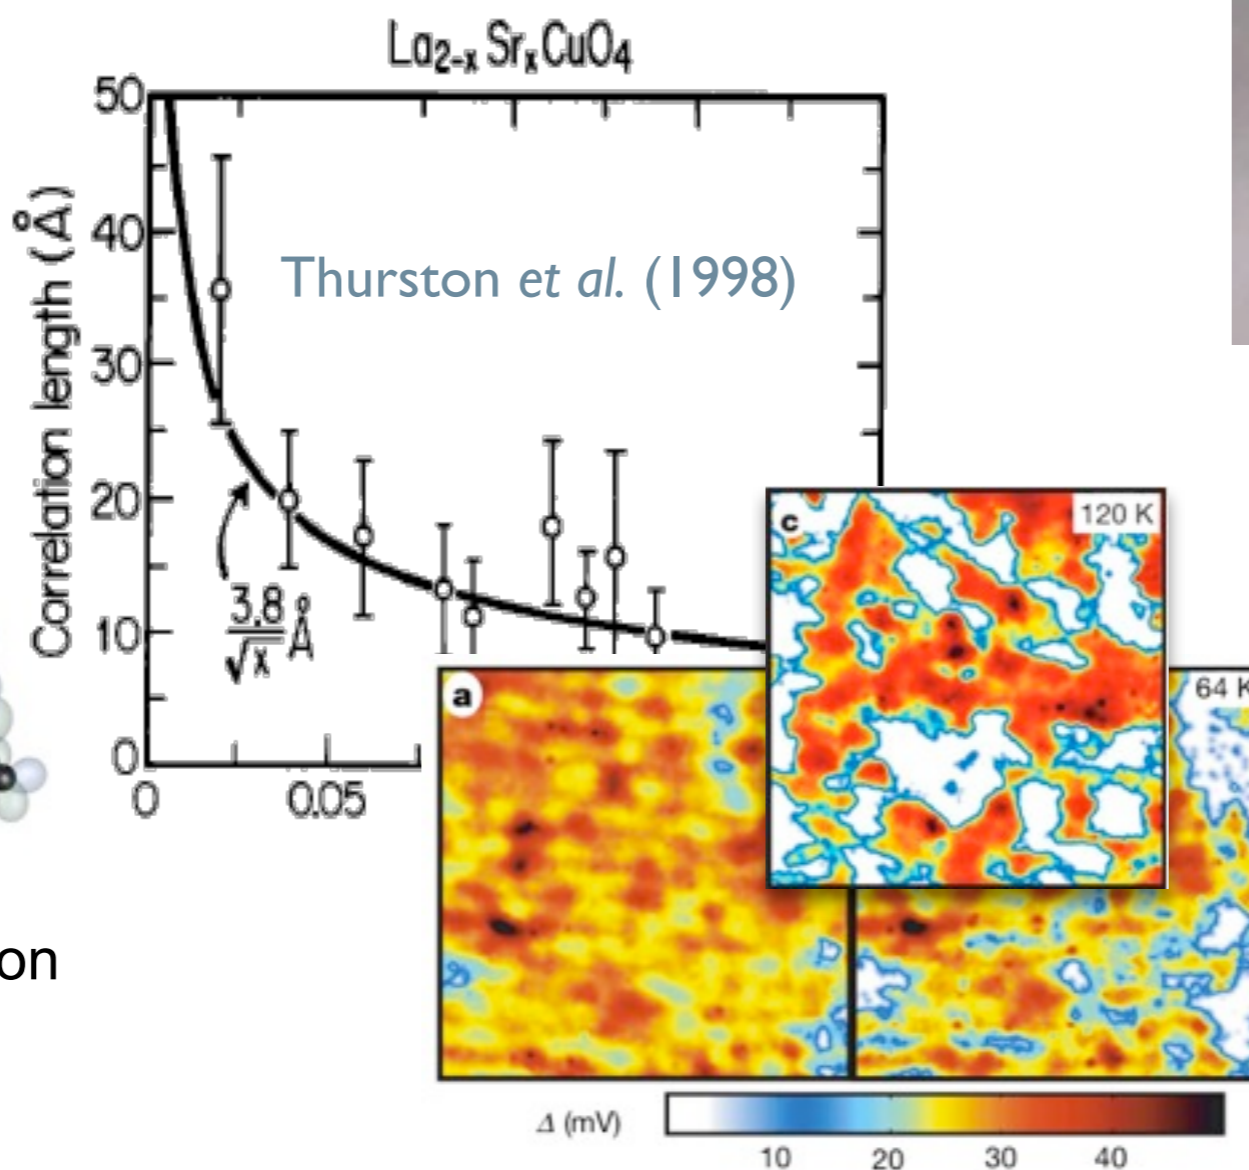 La₂₋ₓ SrₓCuO₄
50
40
30
20
10
0
Correlation length (Å)
Thurston et al. (1998)
3.8
√x Å
0 0.05
c 120 K
a 64 K
on
Δ (mV)
10 20 30 40